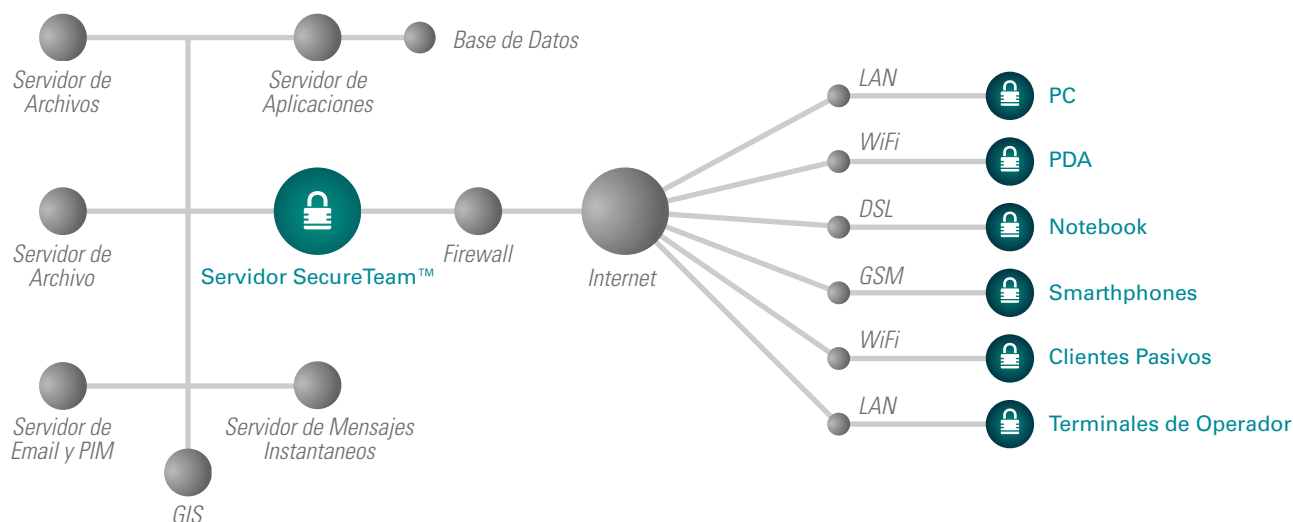 Servidor de
Archivos
Servidor de
Aplicaciones
Base de Datos
Servidor de
Archivo
Servidor SecureTeam™
Firewall
Internet
Servidor de
Email y PIM
Servidor de Mensajes
Instantaneos
GIS
LAN
PC
WiFi
PDA
DSL
Notebook
GSM
Smarthphones
WiFi
Clientes Pasivos
LAN
Terminales de Operador